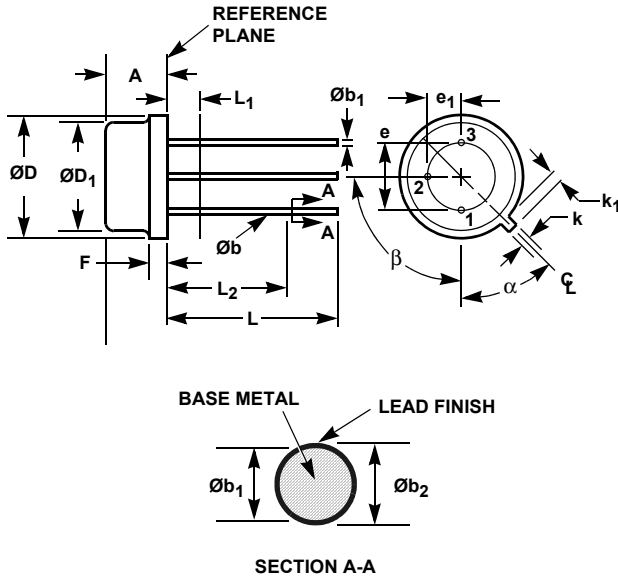 REFERENCE
PLANE
A
L1
Øb1
e1
e
3
2
1
ØD
ØD1
A
A
k1
k
F
Øb
β
α
CL
L2
L
BASE METAL
LEAD FINISH
Øb1
Øb2
SECTION A-A